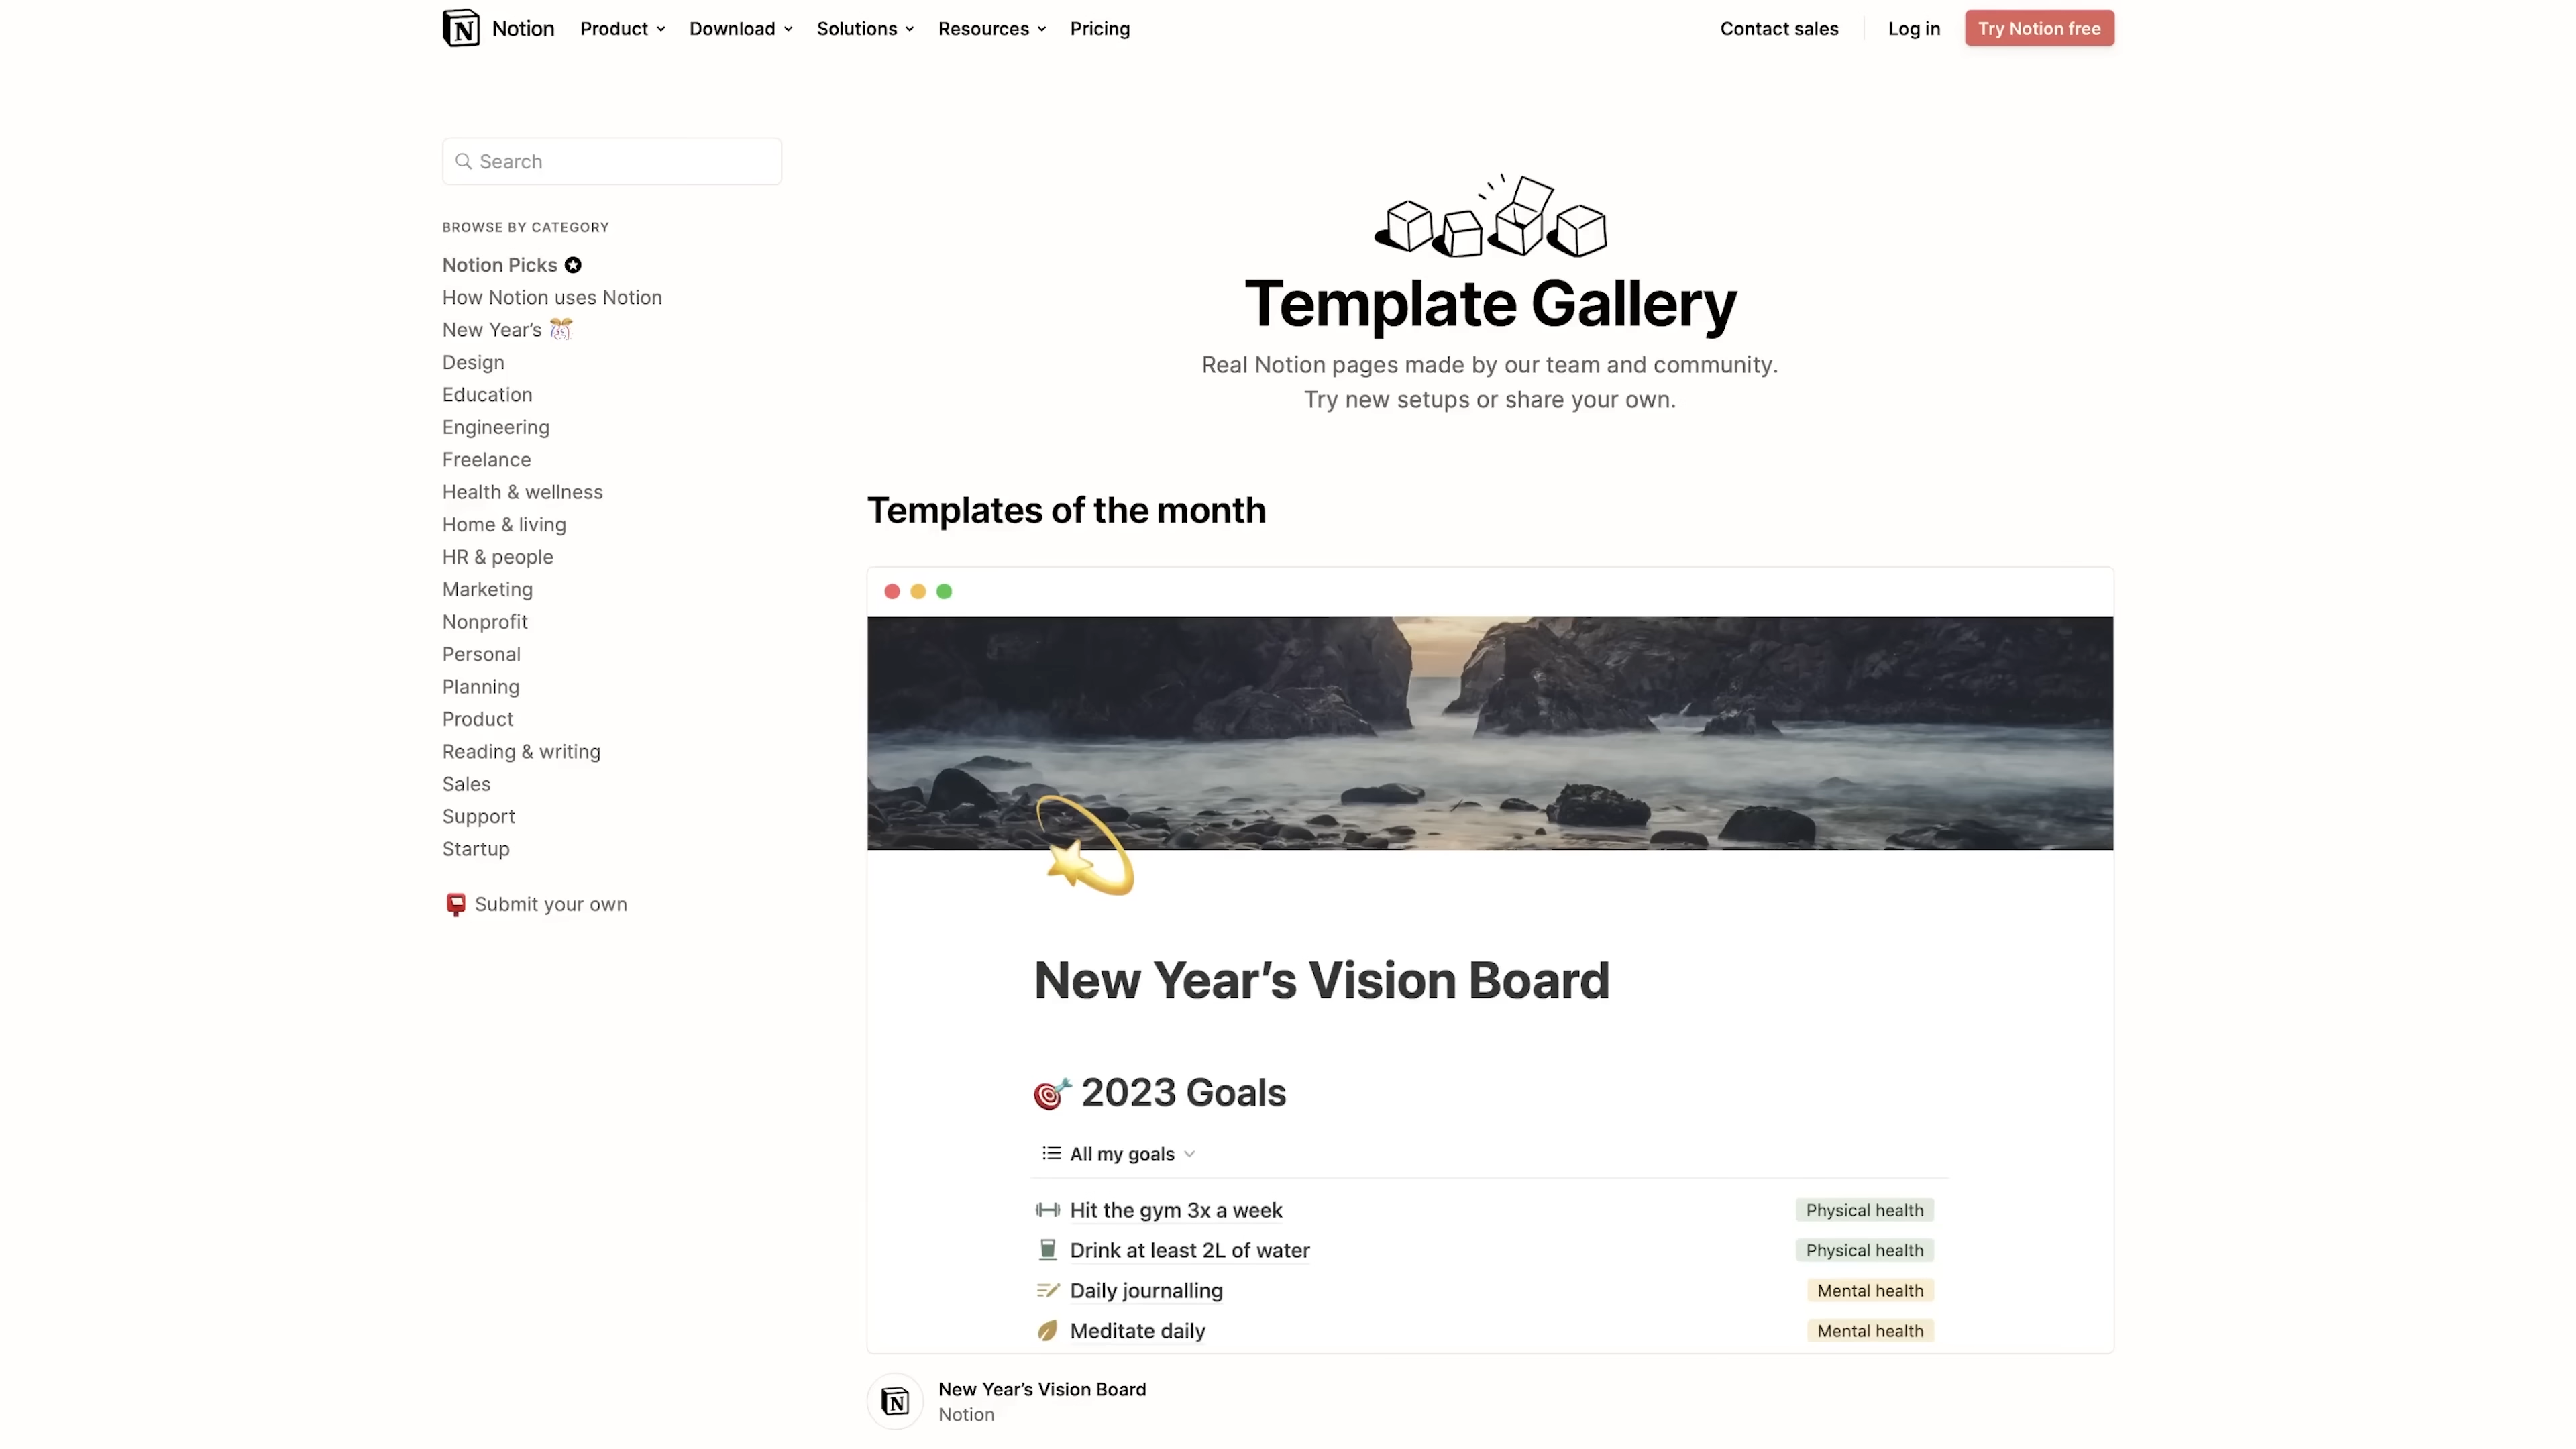 Notion Product Download Solutions Resources Pricing Contact sales Log in Try Notion free
Search
BROWSE BY CATEGORY
Notion Picks
How Notion uses Notion
New Year’s
Design
Education
Engineering
Freelance
Health & wellness
Home & living
HR & people
Marketing
Nonprofit
Personal
Planning
Product
Reading & writing
Sales
Support
Startup
Submit your own
Template Gallery
Real Notion pages made by our team and community.
Try new setups or share your own.
Templates of the month
New Year’s Vision Board
2023 Goals
All my goals
Hit the gym 3x a week Physical health
Drink at least 2L of water Physical health
Daily journalling Mental health
Meditate daily Mental health
New Year’s Vision Board
Notion